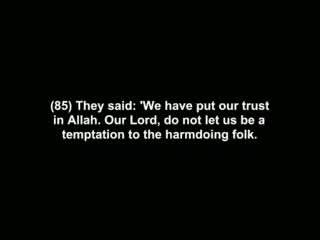 (85) They said: 'We have put our trust
in Allah. Our Lord, do not let us be a
temptation to the harmdoing folk.